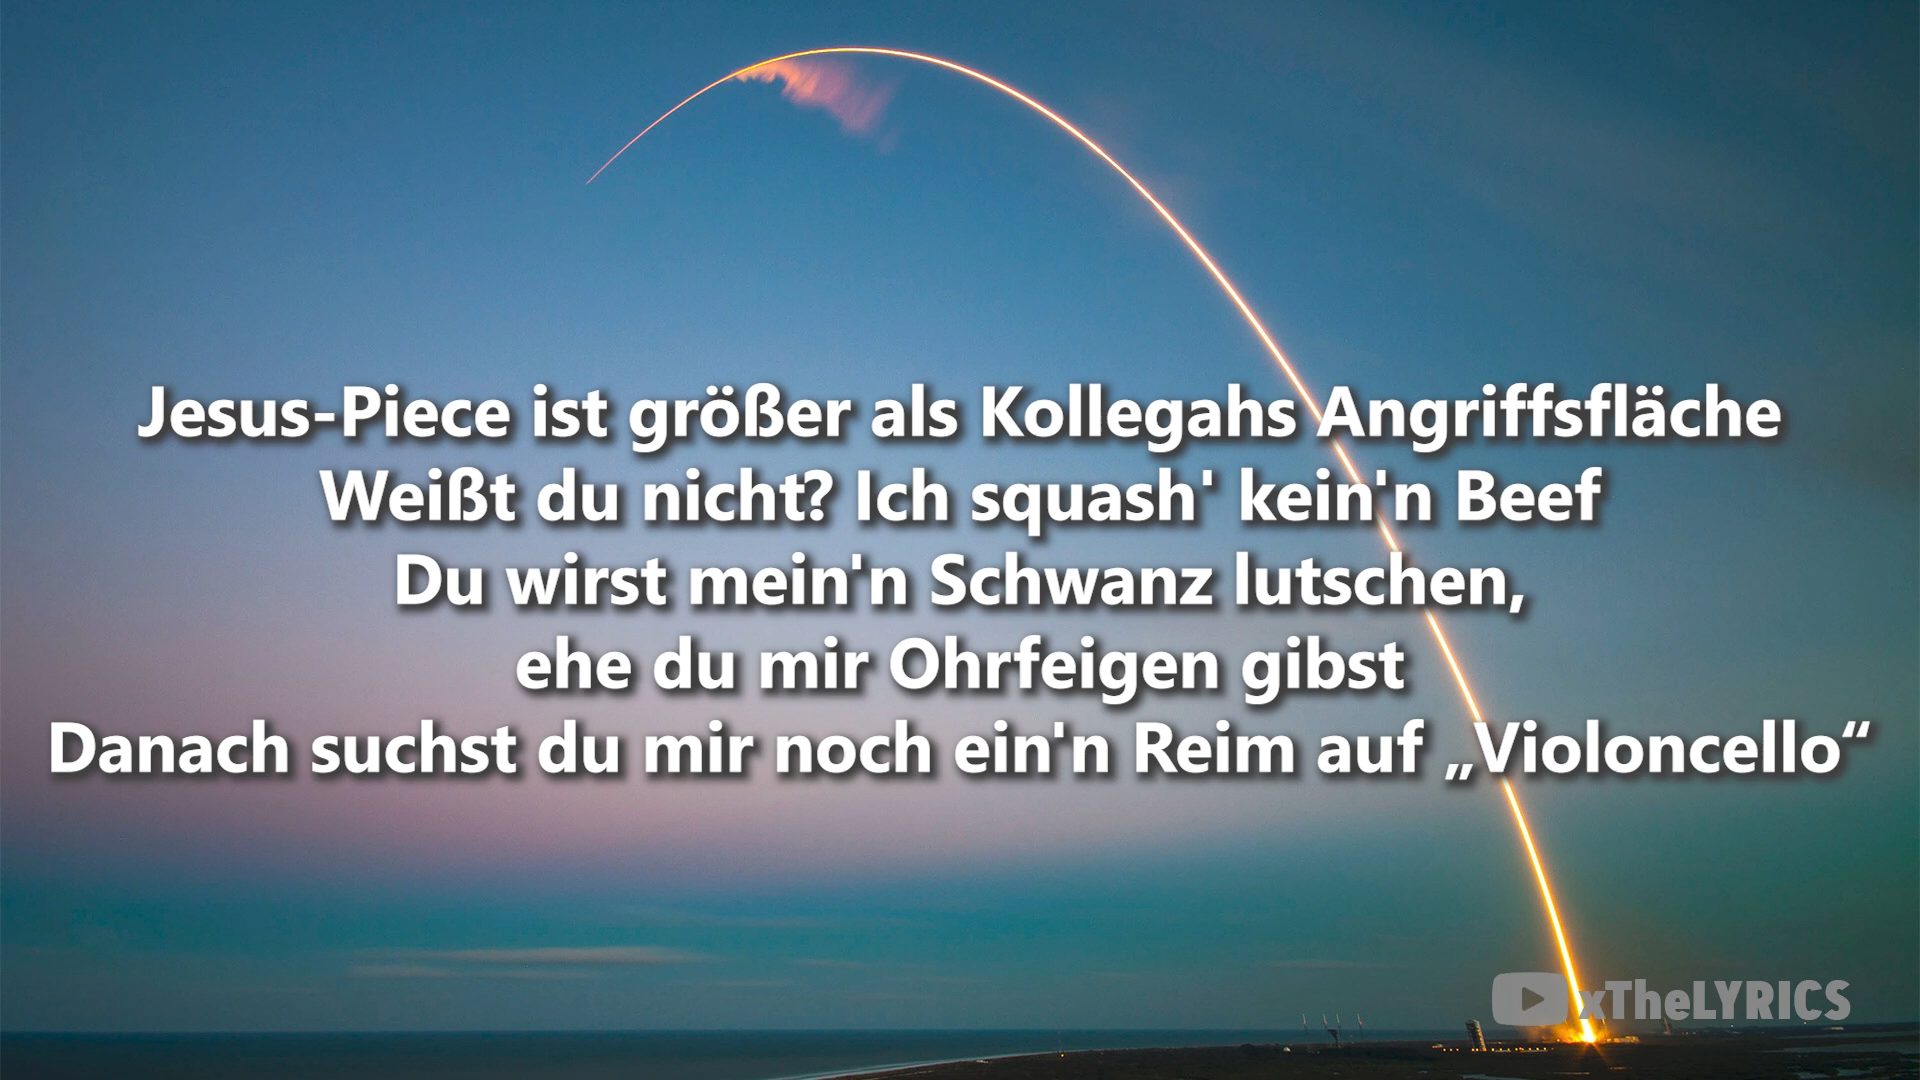 Jesus-Piece ist größer als Kollegahs Angriffsfläche
Weißt du nicht? Ich squash' kein'n Beef
Du wirst mein'n Schwanz lutschen,
ehe du mir Ohrfeigen gibst
Danach suchst du mir noch ein'n Reim auf „Violoncello“
xTheLYRICS